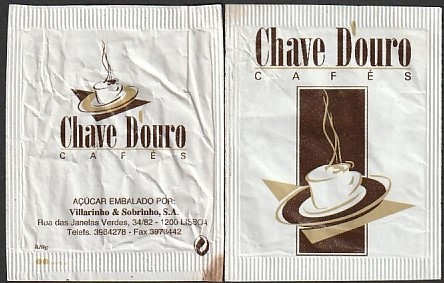 Chave D'ouro
CAFÉS
AÇÚCAR EMBALADO POR:
Villarinho & Sobrinho, S.A.
Rua das Janelas Verdes, 34/82 - 1200 LISBOA
Telefs. 3964278 - Fax 3976442
Chave D'ouro
CAFÉS